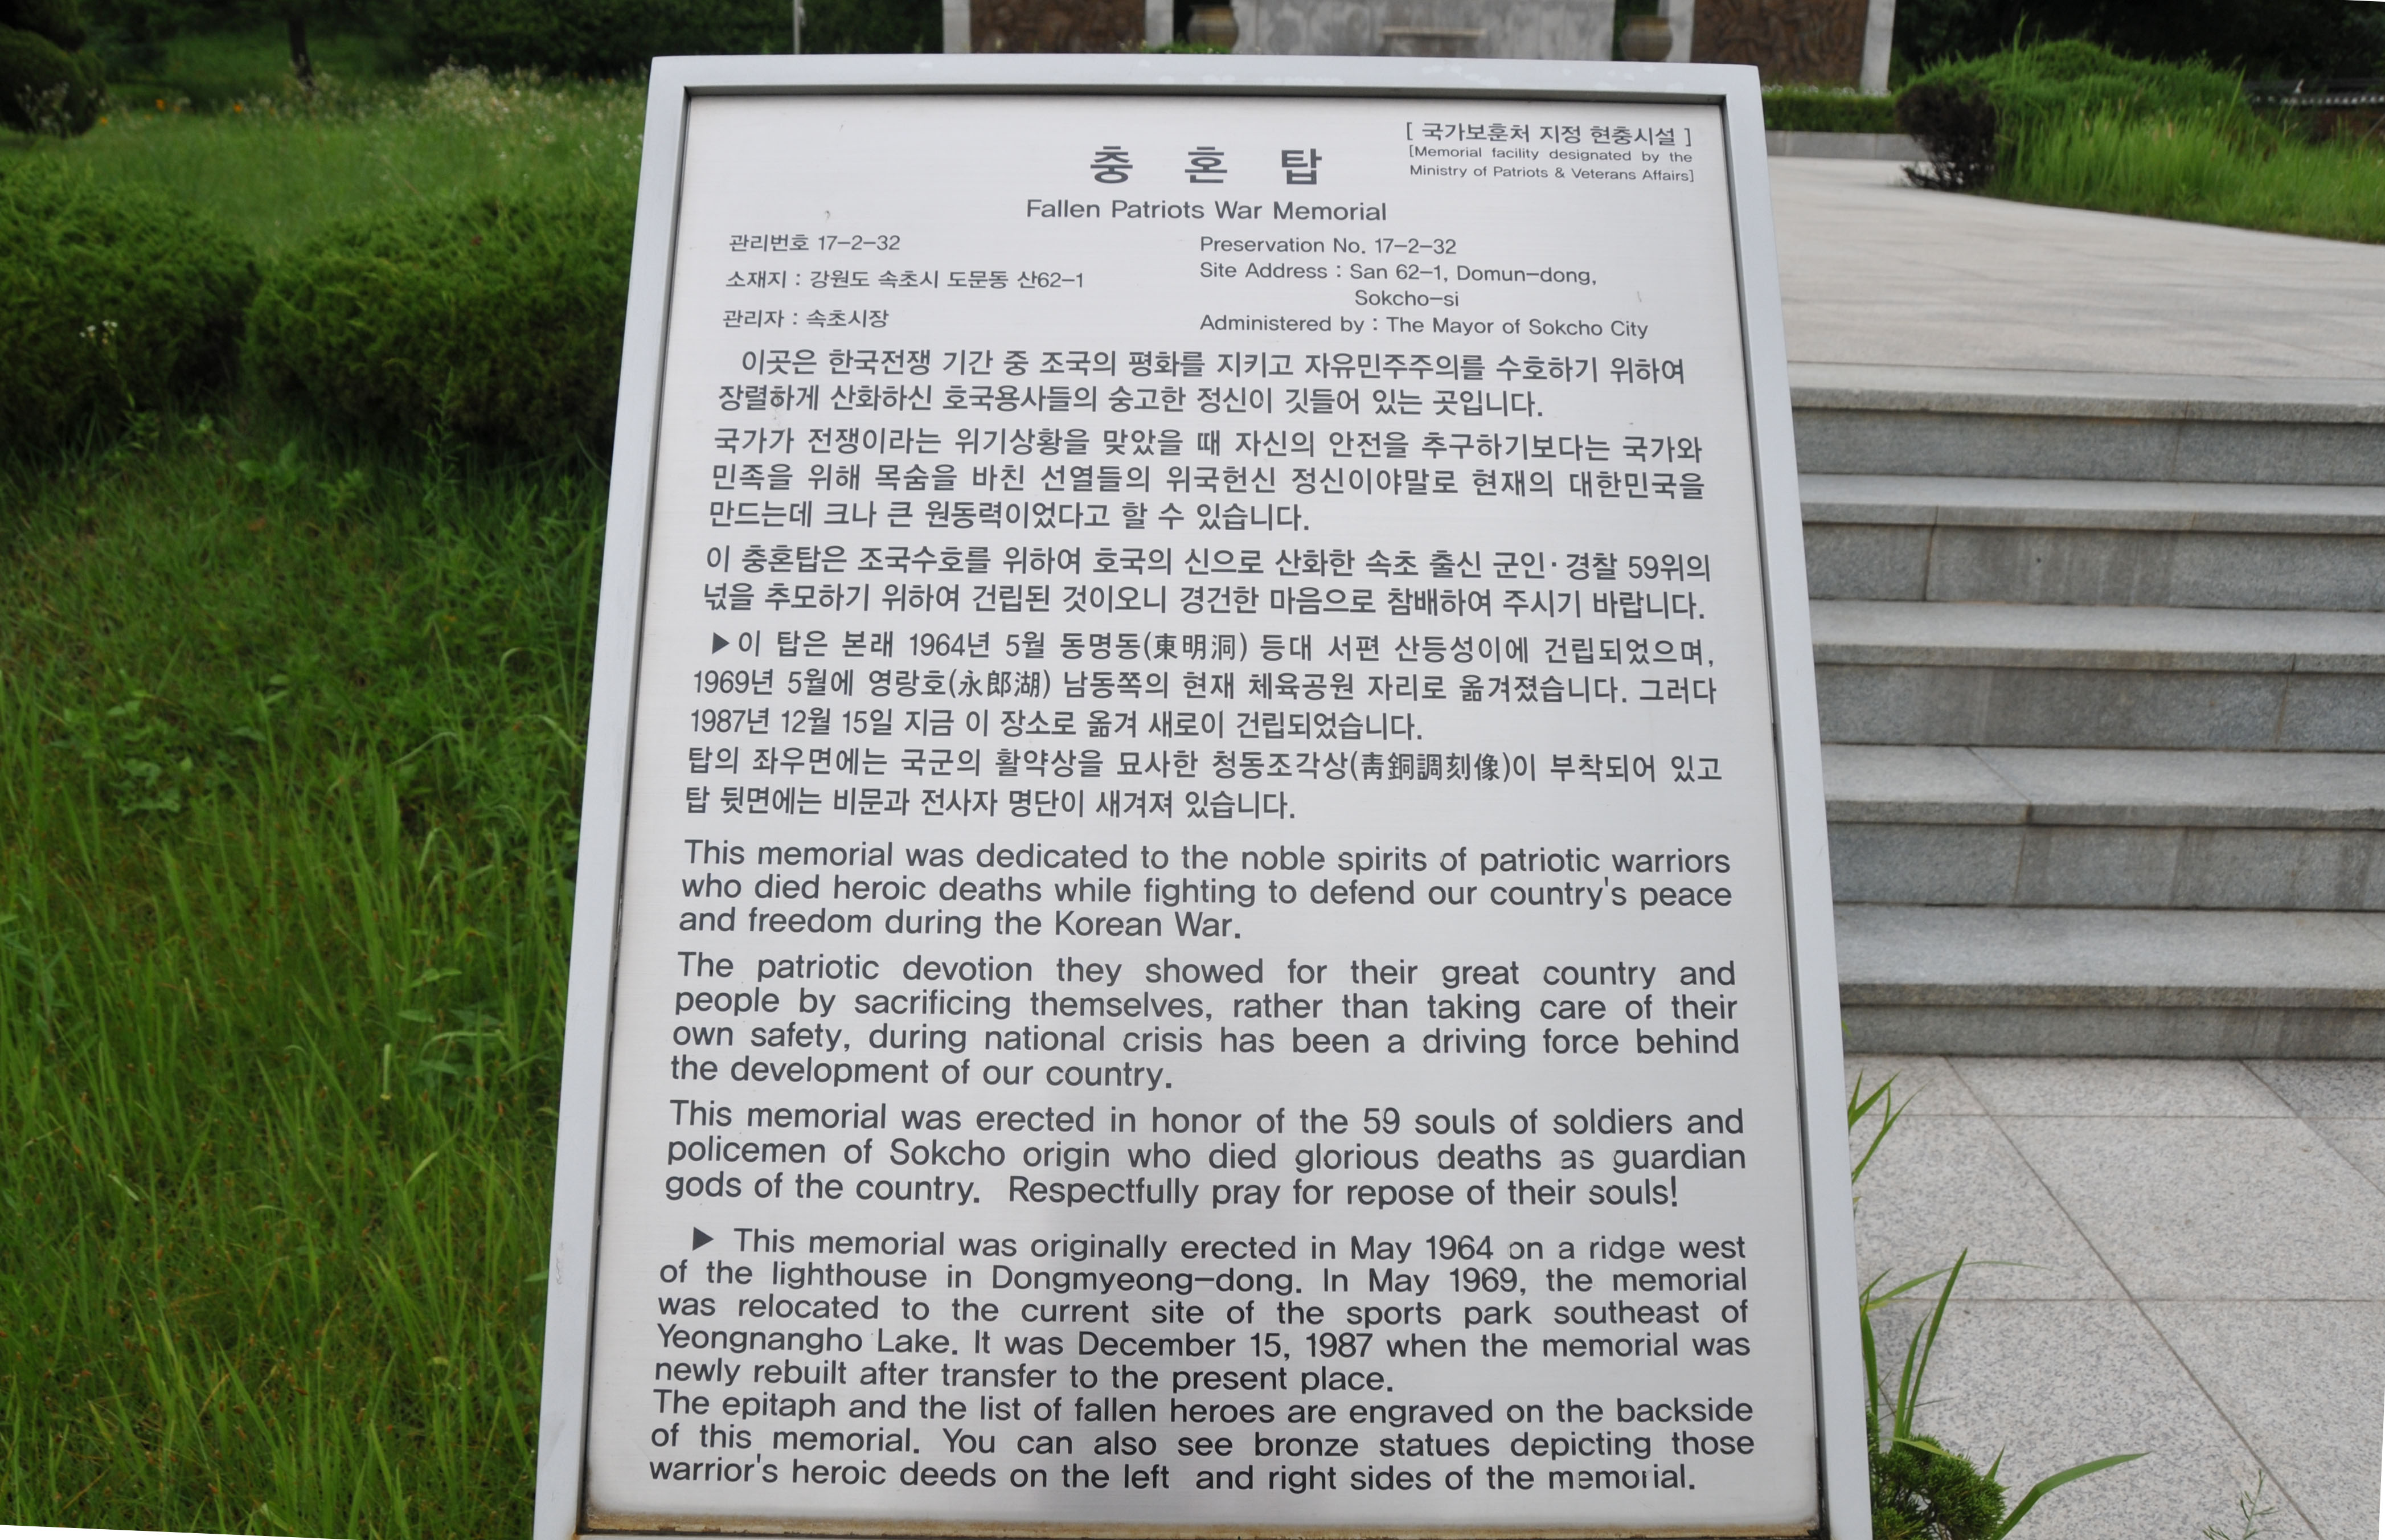 [ 국가보훈처 지정 현충시설 ]
[Memorial facility designated by the
Ministry of Patriots & Veterans Affairs]
충 혼 탑
Fallen Patriots War Memorial
관리번호 17-2-32
소재지 : 강원도 속초시 도문동 산62-1
관리자 : 속초시장
Preservation No. 17-2-32
Site Address : San 62-1, Domun-dong,
Sokcho-si
Administered by : The Mayor of Sokcho City
이곳은 한국전쟁 기간 중 조국의 평화를 지키고 자유민주주의를 수호하기 위하여
장렬하게 산화하신 호국용사들의 숭고한 정신이 깃들어 있는 곳입니다.
국가가 전쟁이라는 위기상황을 맞았을 때 자신의 안전을 추구하기보다는 국가와
민족을 위해 목숨을 바친 선열들의 위국헌신 정신이야말로 현재의 대한민국을
만드는데 크나 큰 원동력이었다고 할 수 있습니다.
이 충혼탑은 조국수호를 위하여 호국의 신으로 산화한 속초 출신 군인·경찰 59위의
넋을 추모하기 위하여 건립된 것이오니 경건한 마음으로 참배하여 주시기 바랍니다.
▶이 탑은 본래 1964년 5월 동명동(東明洞) 등대 서편 산등성이에 건립되었으며,
1969년 5월에 영랑호(永郎湖) 남동쪽의 현재 체육공원 자리로 옮겨졌습니다. 그러다
1987년 12월 15일 지금 이 장소로 옮겨 새로이 건립되었습니다.
탑의 좌우면에는 국군의 활약상을 묘사한 청동조각상(靑銅調刻像)이 부착되어 있고
탑 뒷면에는 비문과 전사자 명단이 새겨져 있습니다.
This memorial was dedicated to the noble spirits of patriotic warriors
who died heroic deaths while fighting to defend our country's peace
and freedom during the Korean War.
The patriotic devotion they showed for their great country and
people by sacrificing themselves, rather than taking care of their
own safety, during national crisis has been a driving force behind
the development of our country.
This memorial was erected in honor of the 59 souls of soldiers and
policemen of Sokcho origin who died glorious deaths as guardian
gods of the country. Respectfully pray for repose of their souls!
▶ This memorial was originally erected in May 1964 on a ridge west
of the lighthouse in Dongmyeong-dong. In May 1969, the memorial
was relocated to the current site of the sports park southeast of
Yeongnangho Lake. It was December 15, 1987 when the memorial was
newly rebuilt after transfer to the present place.
The epitaph and the list of fallen heroes are engraved on the backside
of this memorial. You can also see bronze statues depicting those
warrior's heroic deeds on the left and right sides of the memorial.